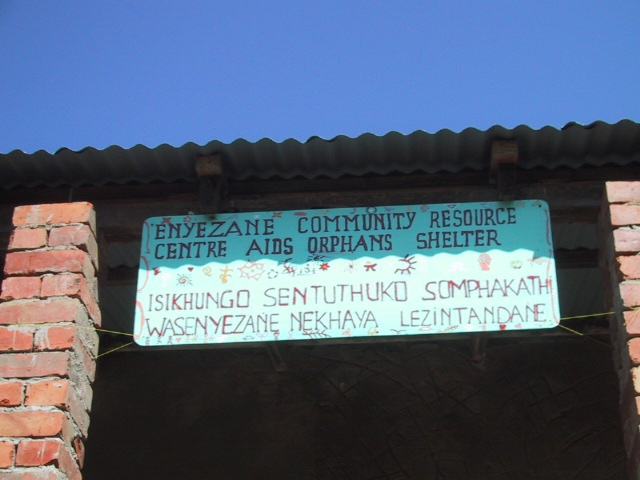 ENYEZANE COMMUNITY RESOURCE
CENTRE AIDS ORPHANS SHELTER
ISIKHUNGO SENTUTHUKO SOMPHAKATHI
WASENYEZANE NEKHAYA LEZINTANDANE